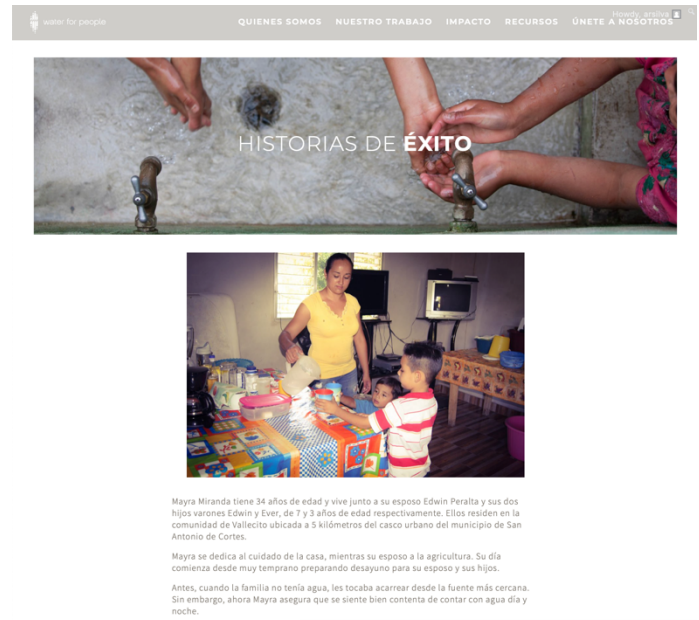 water for people
QUIENES SOMOS NUESTRO TRABAJO IMPACTO RECURSOS ÚNETE A NOSOTROS
Howdy, arsilva
HISTORIAS DE ÉXITO
Mayra Miranda tiene 34 años de edad y vive junto a su esposo Edwin Peralta y sus dos
hijos varones Edwin y Ever, de 7 y 3 años de edad respectivamente. Ellos residen en la
comunidad de Vallecito ubicada a 5 kilómetros del casco urbano del municipio de San
Antonio de Cortes.
Mayra se dedica al cuidado de la casa, mientras su esposo a la agricultura. Su día
comienza desde muy temprano preparando desayuno para su esposo y sus hijos.
Antes, cuando la familia no tenía agua, les tocaba acarrear desde la fuente más cercana.
Sin embargo, ahora Mayra asegura que se siente bien contenta de contar con agua día y
noche.